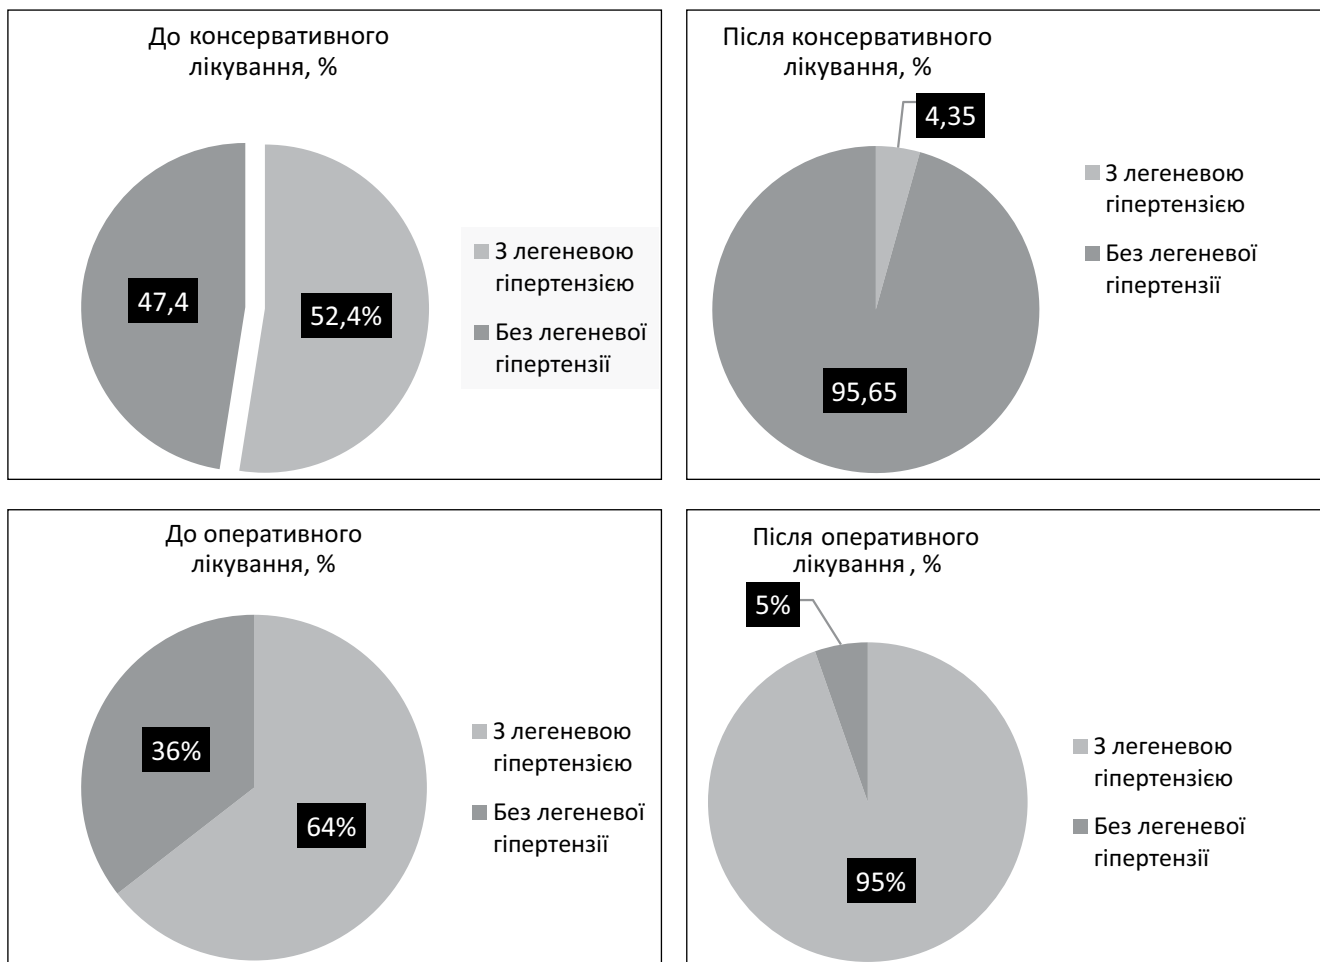 До консервативного
лікування, %
47,4
52,4%
З легеневою
гіпертензією
Без легеневої
гіпертензії
Після консервативного
лікування, %
4,35
95,65
З легеневою
гіпертензією
Без легеневої
гіпертензії
До оперативного
лікування, %
36%
64%
З легеневою
гіпертензією
Без легеневої
гіпертензії
Після оперативного
лікування , %
5%
95%
З легеневою
гіпертензією
Без легеневої
гіпертензії